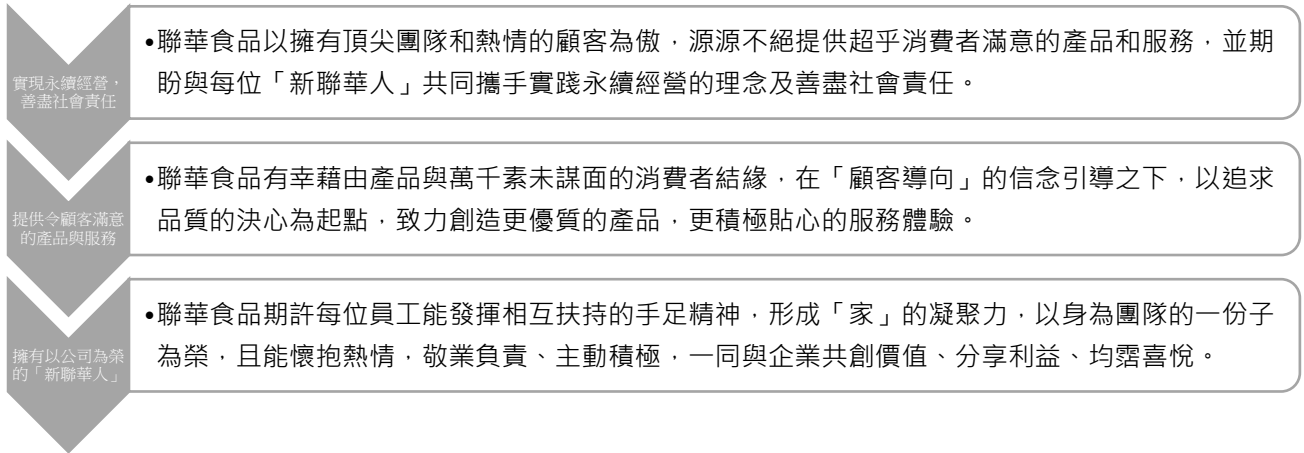 實現永續經營，
善盡社會責任
•聯華食品以擁有頂尖團隊和熱情的顧客為傲，源源不絕提供超乎消費者滿意的產品和服務，並期
盼與每位「新聯華人」共同攜手實踐永續經營的理念及善盡社會責任。
提供令顧客滿意
的產品與服務
•聯華食品有幸藉由產品與萬千素未謀面的消費者結緣，在「顧客導向」的信念引導之下，以追求
品質的決心為起點，致力創造更優質的產品，更積極貼心的服務體驗。
擁有以公司為榮
的「新聯華人」
•聯華食品期許每位員工能發揮相互扶持的手足精神，形成「家」的凝聚力，以身為團隊的一份子
為榮，且能懷抱熱情，敬業負責、主動積極，一同與企業共創價值、分享利益、均霑喜悅。